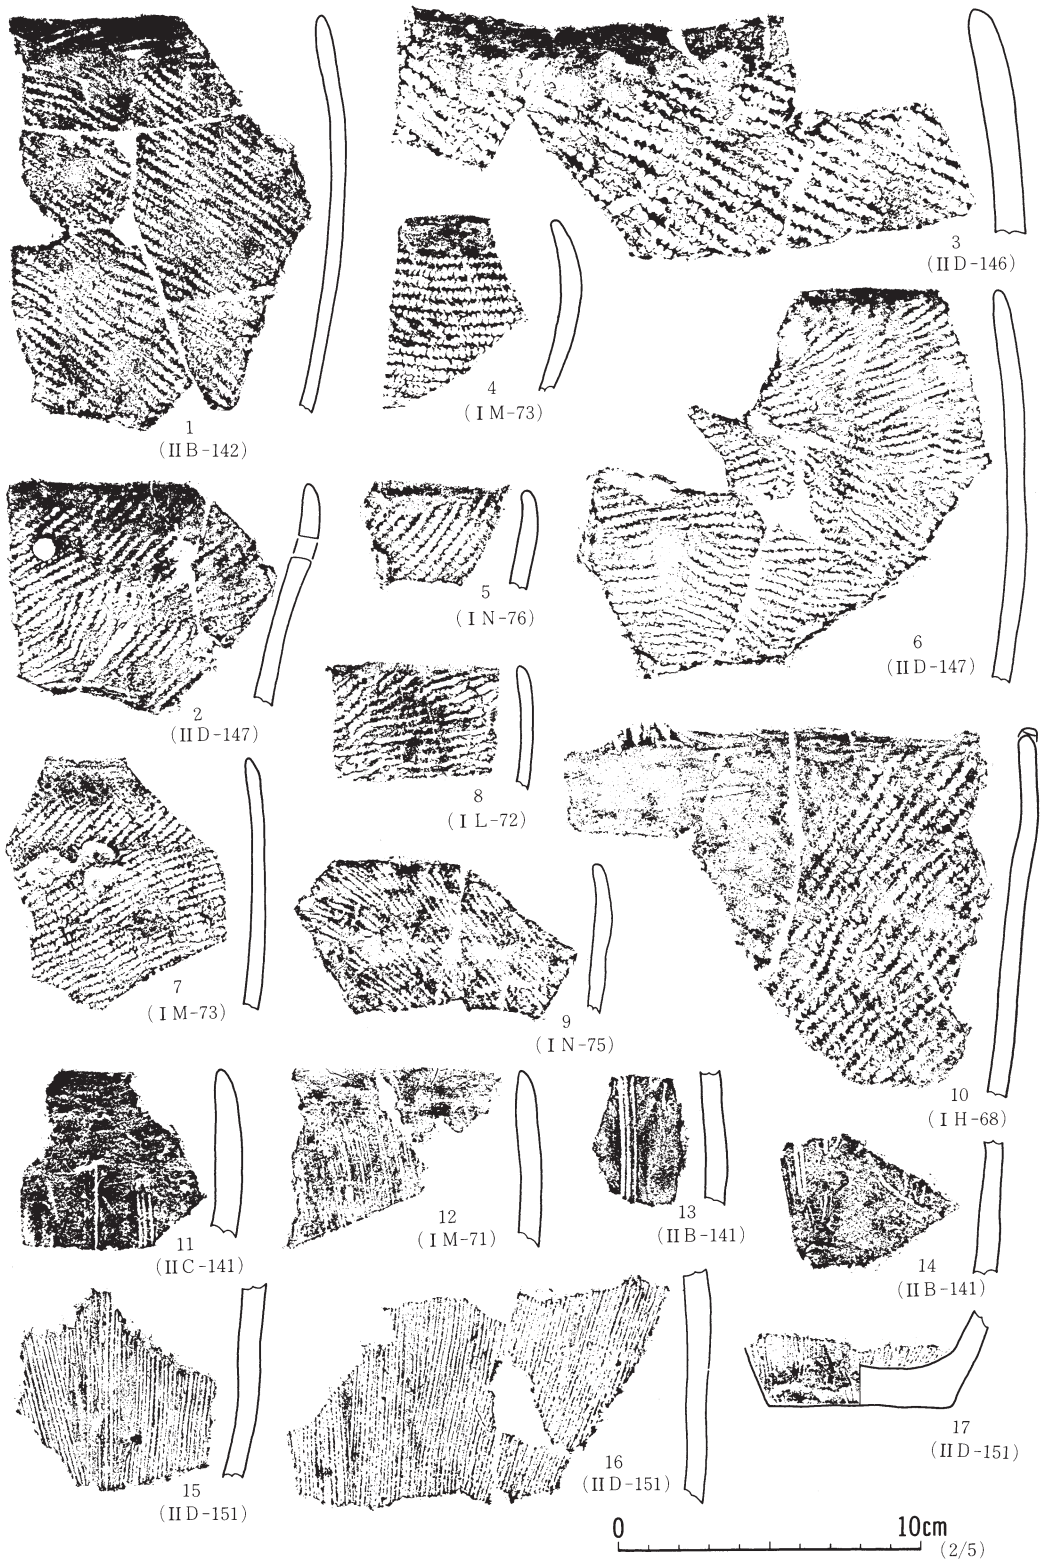 1
(ⅡB-142)
2
(ⅡD-147)
3
(ⅡD-146)
4
(ⅠM-73)
5
(ⅠN-76)
6
(ⅡD-147)
7
(ⅠM-73)
8
(ⅠL-72)
9
(ⅠN-75)
10
(ⅠH-68)
11
(ⅡC-141)
12
(ⅠM-71)
13
(ⅡB-141)
14
(ⅡB-141)
15
(ⅡD-151)
16
(ⅡD-151)
17
(ⅡD-151)
0 10cm
(2/5)